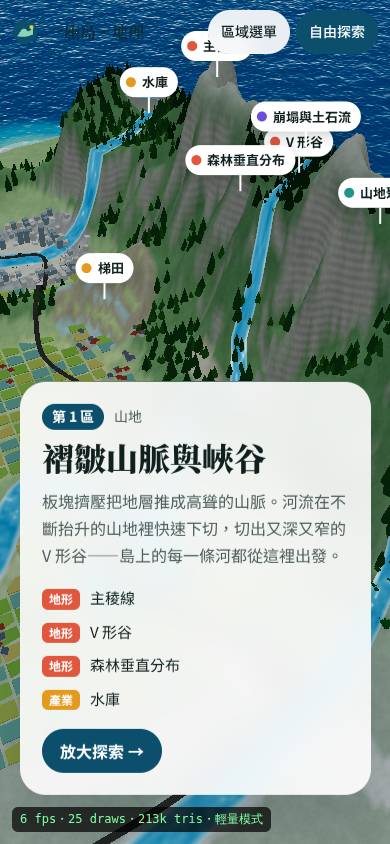 區域選單
自由探索
主
水庫
崩塌與土石流
V 形谷
森林垂直分布
山地
梯田
第 1 區
山地
褶皺山脈與峽谷
板塊擠壓把地層推成高聳的山脈。河流在不
斷抬升的山地裡快速下切，切出又深又窄的
V 形谷——島上的每一條河都從這裡出發。
地形 主稜線
地形 V 形谷
地形 森林垂直分布
產業 水庫
放大探索 →
6 fps · 25 draws · 213k tris · 輕量模式